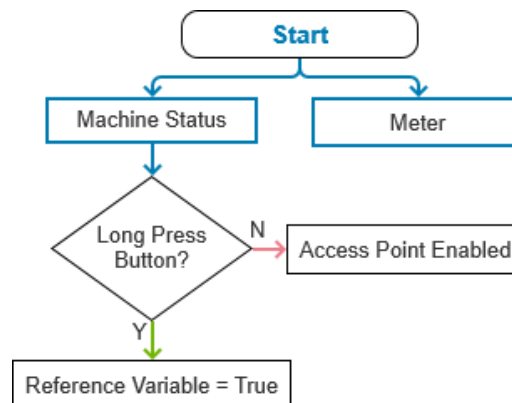 Start
Machine Status
Meter
Long Press
Button?
N
Access Point Enabled
Y
Reference Variable = True